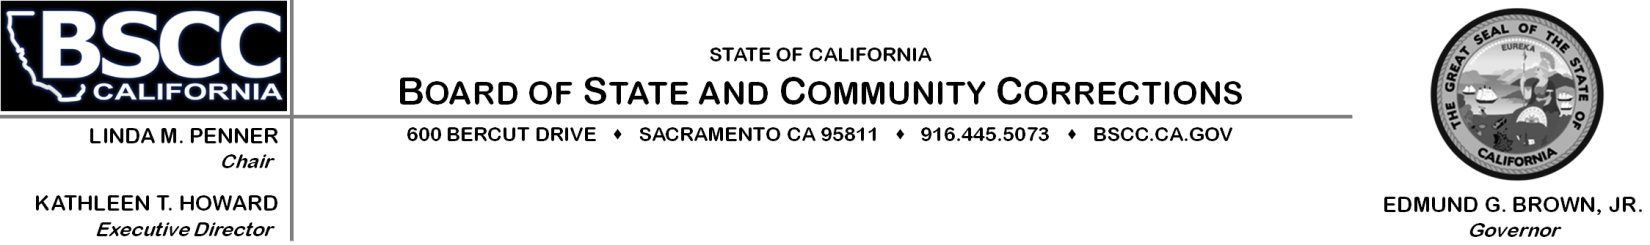 BSCC
CALIFORNIA
LINDA M. PENNER
Chair
KATHLEEN T. HOWARD
Executive Director
STATE OF CALIFORNIA
BOARD OF STATE AND COMMUNITY CORRECTIONS
600 BERCUT DRIVE ♦ SACRAMENTO CA 95811 ♦ 916.445.5073 ♦ BSCC.CA.GOV
THE GREAT SEAL OF THE STATE OF CALIFORNIA
EUREKA
EDMUND G. BROWN, JR.
Governor